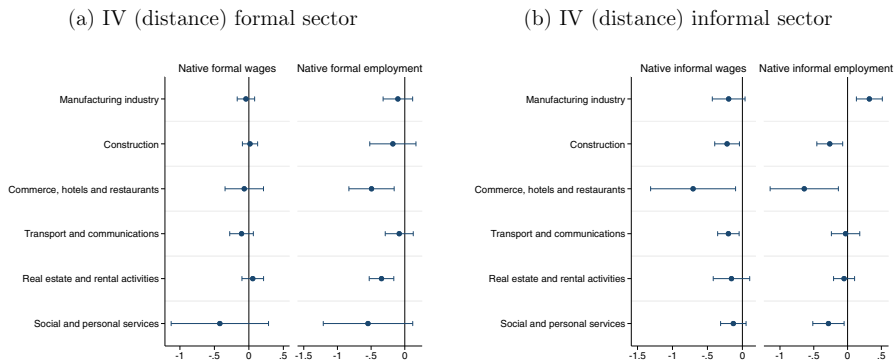 (a) IV (distance) formal sector
(b) IV (distance) informal sector
Native formal wages
Native formal employment
Manufacturing industry
Construction
Commerce, hotels and restaurants
Transport and communications
Real estate and rental activities
Social and personal services
-1 -.5 0 .5
-1.5 -1 -.5 0
Native informal wages
Native informal employment
Manufacturing industry
Construction
Commerce, hotels and restaurants
Transport and communications
Real estate and rental activities
Social and personal services
-1.5 -1 -.5 0
-1 -.5 0 .5